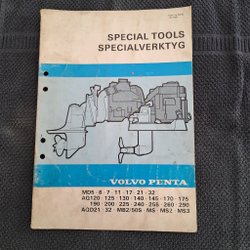 SPECIAL TOOLS
SPECIALVERKTYG
VOLVO PENTA
MD5 · 6 · 7 · 11 · 17 · 21 · 32
AQ120 · 125 · 130 · 140 · 145 · 170 · 175
190 · 200 · 225 · 240 · 255 · 260 · 290
AQD21 · 32 · MB2/50S · MS · MS2 · MS3